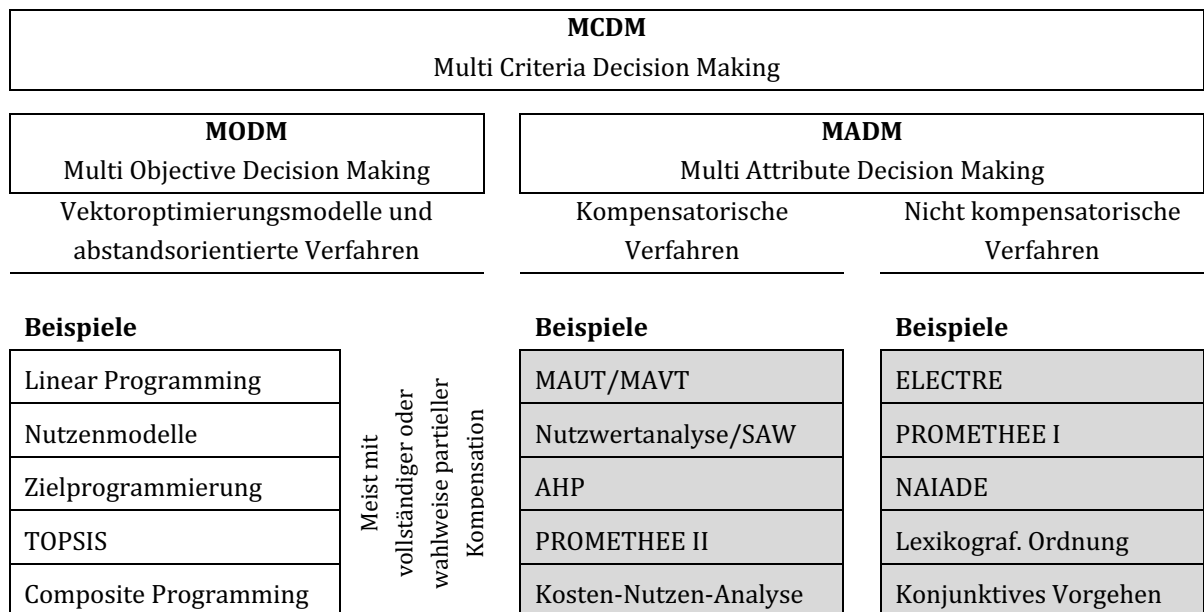 MCDM
Multi Criteria Decision Making
MODM
Multi Objective Decision Making
MADM
Multi Attribute Decision Making
Vektoroptimierungsmodelle und
abstandsorientierte Verfahren
Kompensatorische
Verfahren
Nicht kompensatorische
Verfahren
Beispiele
Linear Programming
Nutzenmodelle
Zielprogrammierung
TOPSIS
Composite Programming
Meist mit
vollständiger oder
wahlweise partieller
Kompensation
Beispiele
MAUT/MAVT
Nutzwertanalyse/SAW
AHP
PROMETHEE II
Kosten-Nutzen-Analyse
Beispiele
ELECTRE
PROMETHEE I
NAIADE
Lexikograf. Ordnung
Konjunktives Vorgehen